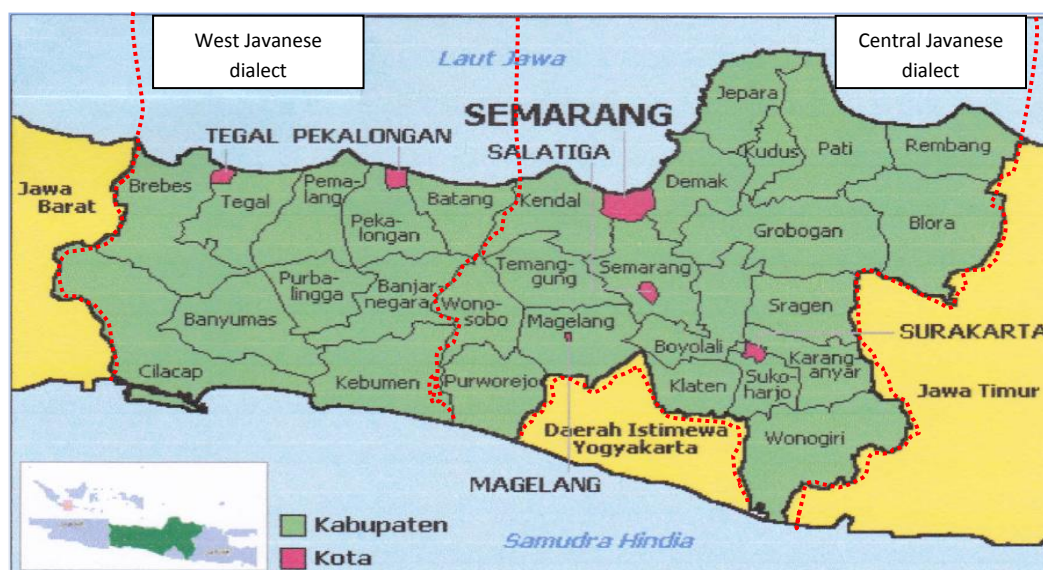 West Javanese
dialect
Central Javanese
dialect
Laut Jawa
SEMARANG
TEGAL PEKALONGAN
SALATIGA
Jepara
Kudus
Pati
Rembang
Jawa
Barat
Brebes
Tegal
Pema-
lang
Peka-
longan
Batang
Kendal
Demak
Grobogan
Blora
Temang-
gung
Semarang
Purba-
lingga
Banjar-
negara
Wono-
sobo
Banyumas
Magelang
Sragen
SURAKARTA
Boyolali
Karang-
anyar
Cilacap
Kebumen
Purworejo
Klaten
Suko-
harjo
Jawa Timur
Daerah Istimewa
Yogyakarta
Wonogiri
MAGELANG
Kabupaten
Kota
Samudra Hindia